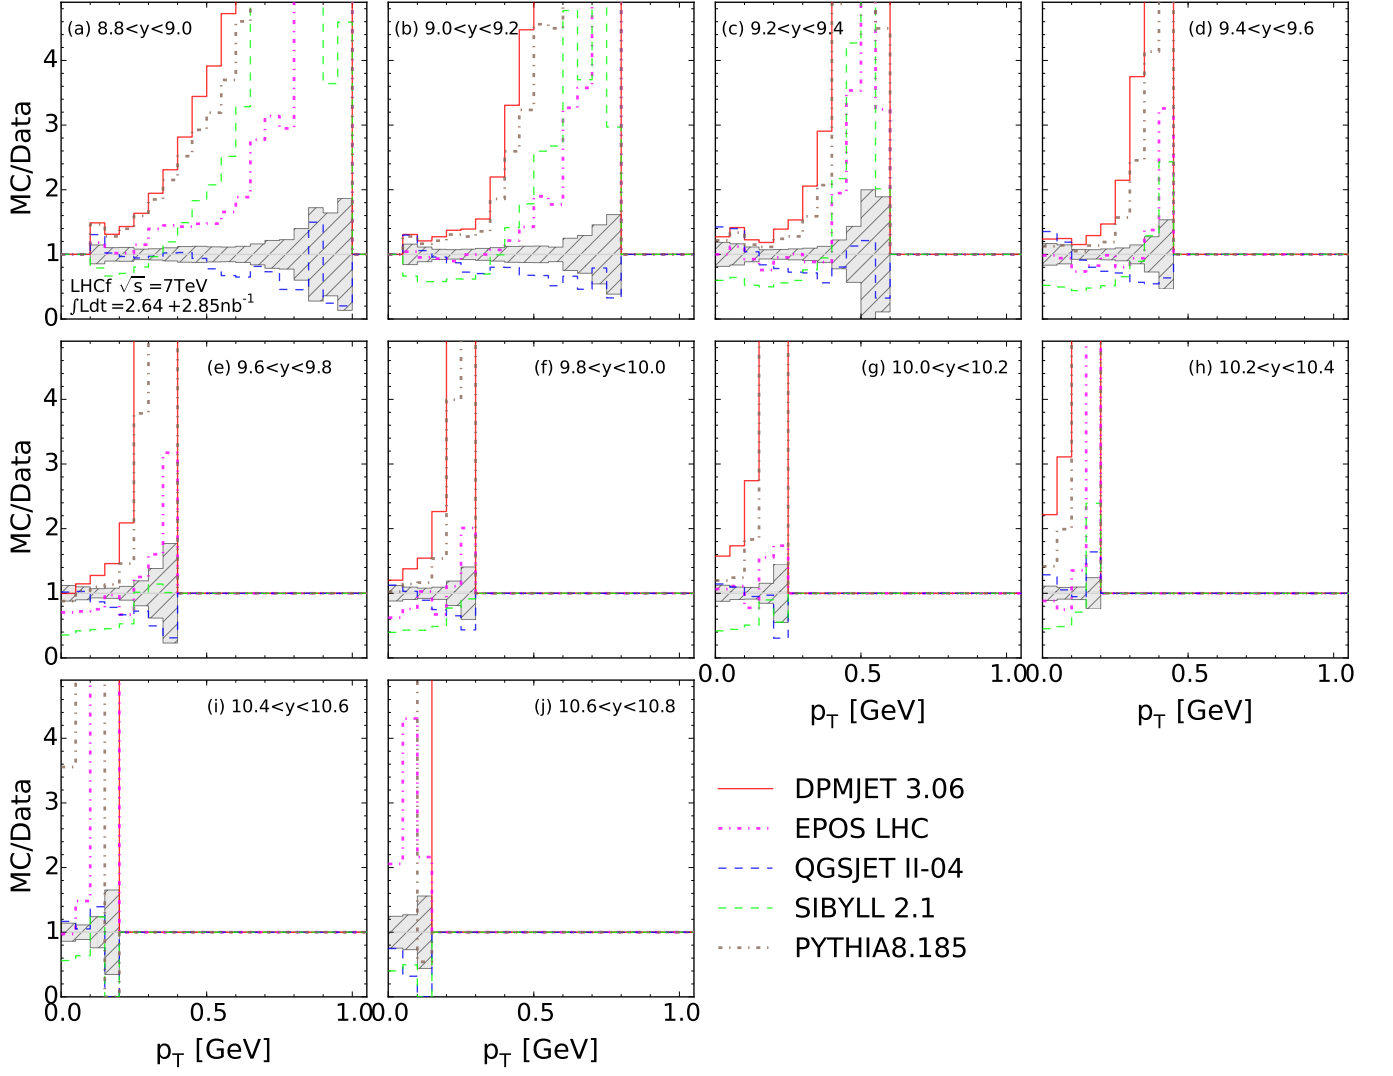 (a) 8.8<y<9.0
(b) 9.0<y<9.2
(c) 9.2<y<9.4
(d) 9.4<y<9.6
MC/Data
4
3
2
1
0
LHCf √s =7TeV
∫Ldt =2.64 +2.85nb⁻¹
(e) 9.6<y<9.8
(f) 9.8<y<10.0
(g) 10.0<y<10.2
(h) 10.2<y<10.4
MC/Data
4
3
2
1
0
0.0 0.5 1.0 0.0 0.5 1.0
p_T [GeV] p_T [GeV]
(i) 10.4<y<10.6
(j) 10.6<y<10.8
MC/Data
4
3
2
1
0
0.0 0.5 1.0 0.0 0.5 1.0
p_T [GeV] p_T [GeV]
DPMJET 3.06
EPOS LHC
QGSJET II-04
SIBYLL 2.1
PYTHIA8.185